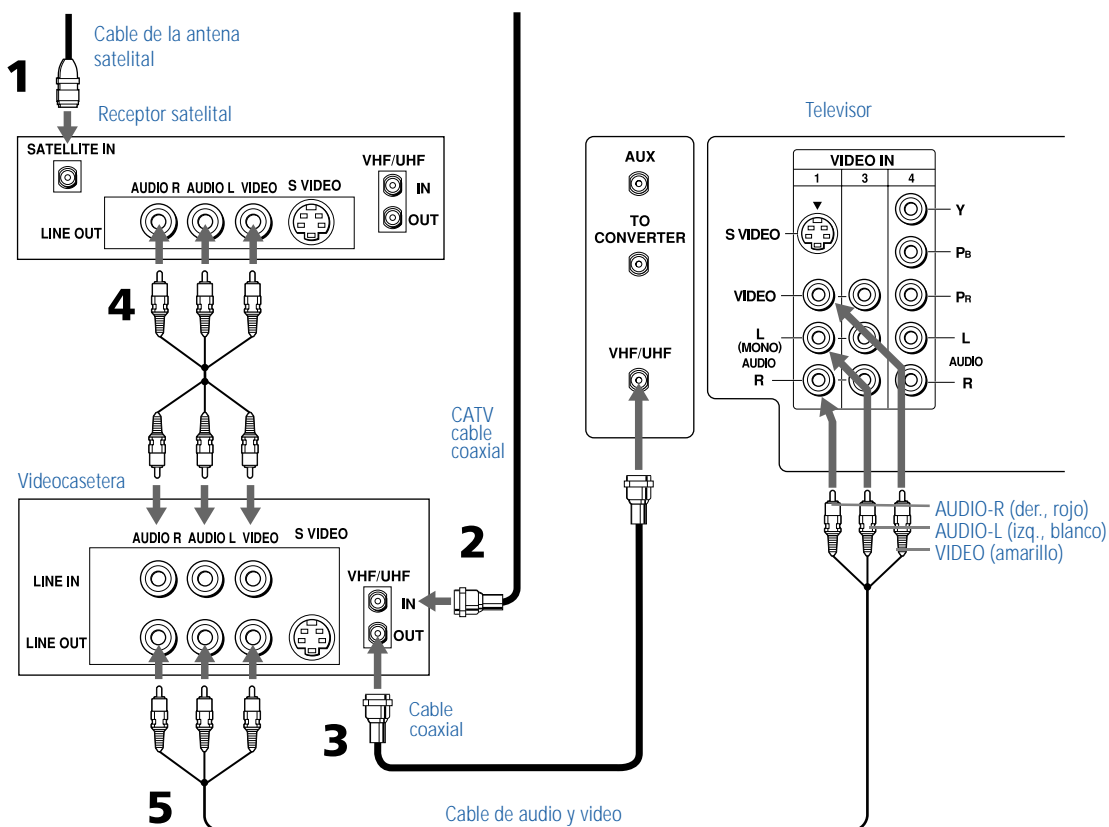 Cable de la antena
satelital
1
Receptor satelital
SATELLITE IN
VHF/UHF
IN
OUT
AUDIO R AUDIO L VIDEO S VIDEO
LINE OUT
4
Videocasetera
AUDIO R AUDIO L VIDEO S VIDEO
LINE IN
LINE OUT
VHF/UHF
IN
OUT
CATV
cable
coaxial
2
3
Cable
coaxial
5
Cable de audio y video
AUX
TO
CONVERTER
VHF/UHF
Televisor
VIDEO IN
1 3 4
S VIDEO
VIDEO
L
(MONO)
AUDIO
R
Y
PB
PR
L
AUDIO
R
AUDIO-R (der., rojo)
AUDIO-L (izq., blanco)
VIDEO (amarillo)